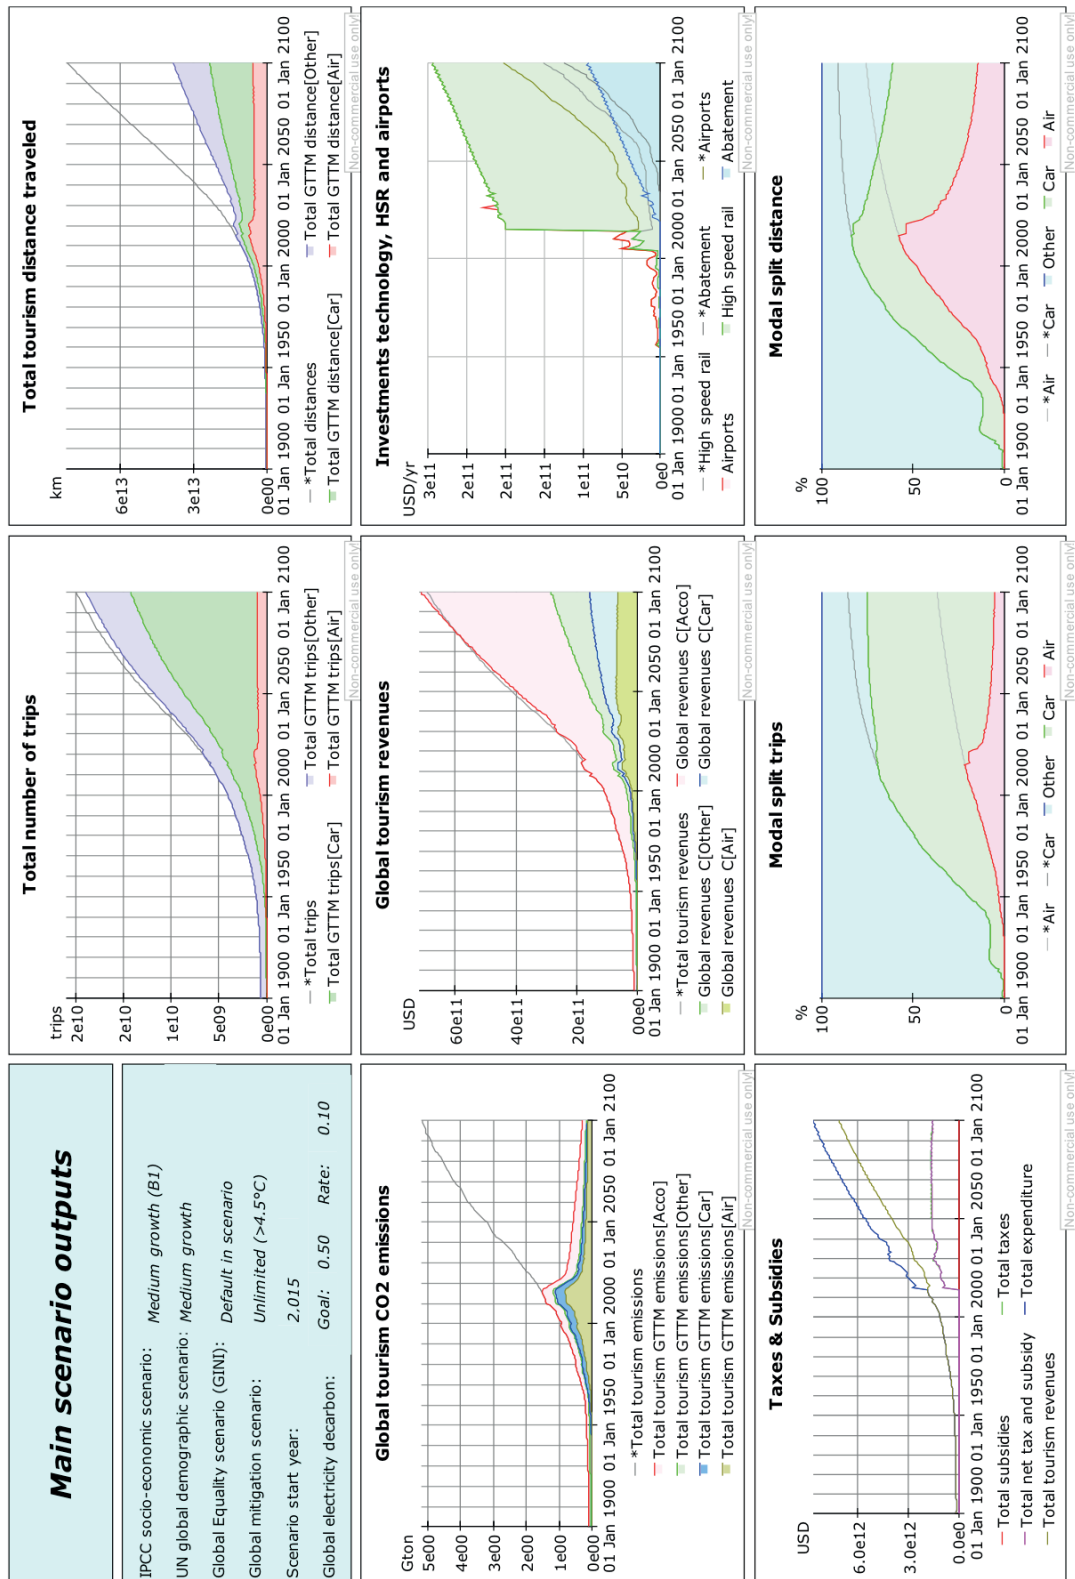 Main scenario outputs
IPCC socio-economic scenario: Medium growth (B1)
UN global demographic scenario: Medium growth
Global Equality scenario (GINI): Default in scenario
Global mitigation scenario: Unlimited (>4.5°C)
Scenario start year: 2,015
Global electricity decarbon: Goal: 0.50 Rate: 0.10
Total number of trips
trips
2e10
2e10
1e10
5e09
0e00
01 Jan 1900 01 Jan 1950 01 Jan 2000 01 Jan 2050 01 Jan 2100
*Total trips Total GTTM trips[Other]
Total GTTM trips[Car] Total GTTM trips[Air]
Non-commercial use only!
Total tourism distance traveled
km
6e13
3e13
0e00
01 Jan 1900 01 Jan 1950 01 Jan 2000 01 Jan 2050 01 Jan 2100
*Total distances Total GTTM distance[Other]
Total GTTM distance[Car] Total GTTM distance[Air]
Non-commercial use only!
Global tourism CO2 emissions
Gton
5e00
4e00
3e00
2e00
1e00
0e00
01 Jan 1900 01 Jan 1950 01 Jan 2000 01 Jan 2050 01 Jan 2100
*Total tourism emissions
Total tourism GTTM emissions[Acco]
Total tourism GTTM emissions[Other]
Total tourism GTTM emissions[Car]
Total tourism GTTM emissions[Air]
Non-commercial use only!
Global tourism revenues
USD
60e11
40e11
20e11
00e0
01 Jan 1900 01 Jan 1950 01 Jan 2000 01 Jan 2050 01 Jan 2100
*Total tourism revenues Global revenues C[Acco]
Global revenues C[Other] Global revenues C[Car]
Global revenues C[Air]
Non-commercial use only!
Investments technology, HSR and airports
USD/yr
3e11
2e11
2e11
2e11
5e10
0e0
01 Jan 1900 01 Jan 1950 01 Jan 2000 01 Jan 2050 01 Jan 2100
*High speed rail *Abatement *Airports
Airports High speed rail Abatement
Non-commercial use only!
Taxes & Subsidies
USD
6.0e12
3.0e12
0.0e0
01 Jan 1900 01 Jan 1950 01 Jan 2000 01 Jan 2050 01 Jan 2100
Total subsidies Total taxes
Total net tax and subsidy Total expenditure
Total tourism revenues
Non-commercial use only!
Modal split trips
%
100
50
0
01 Jan 1900 01 Jan 1950 01 Jan 2000 01 Jan 2050 01 Jan 2100
*Air *Car Other Car Air
Non-commercial use only!
Modal split distance
%
100
50
0
01 Jan 1900 01 Jan 1950 01 Jan 2000 01 Jan 2050 01 Jan 2100
*Air *Car Other Car Air
Non-commercial use only!